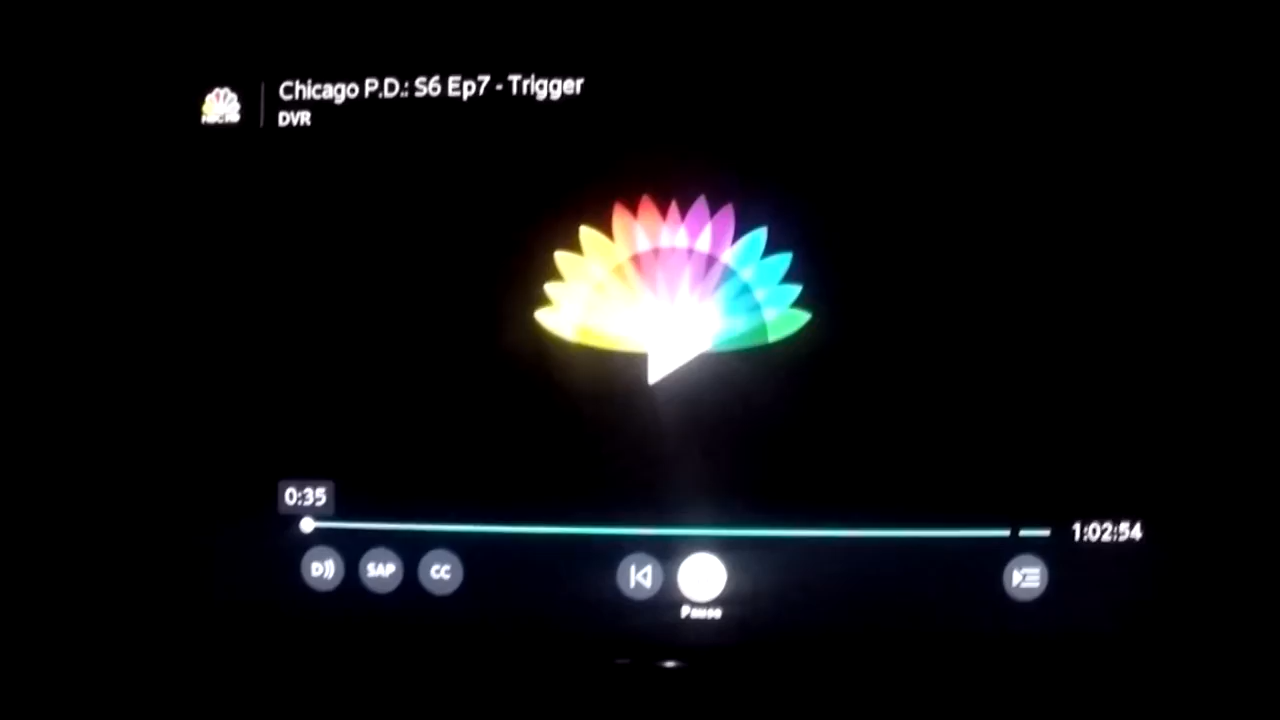 Chicago P.D.: S6 Ep7 - Trigger
DVR
0:35
1:02:54
D))
SAP
CC
Pause